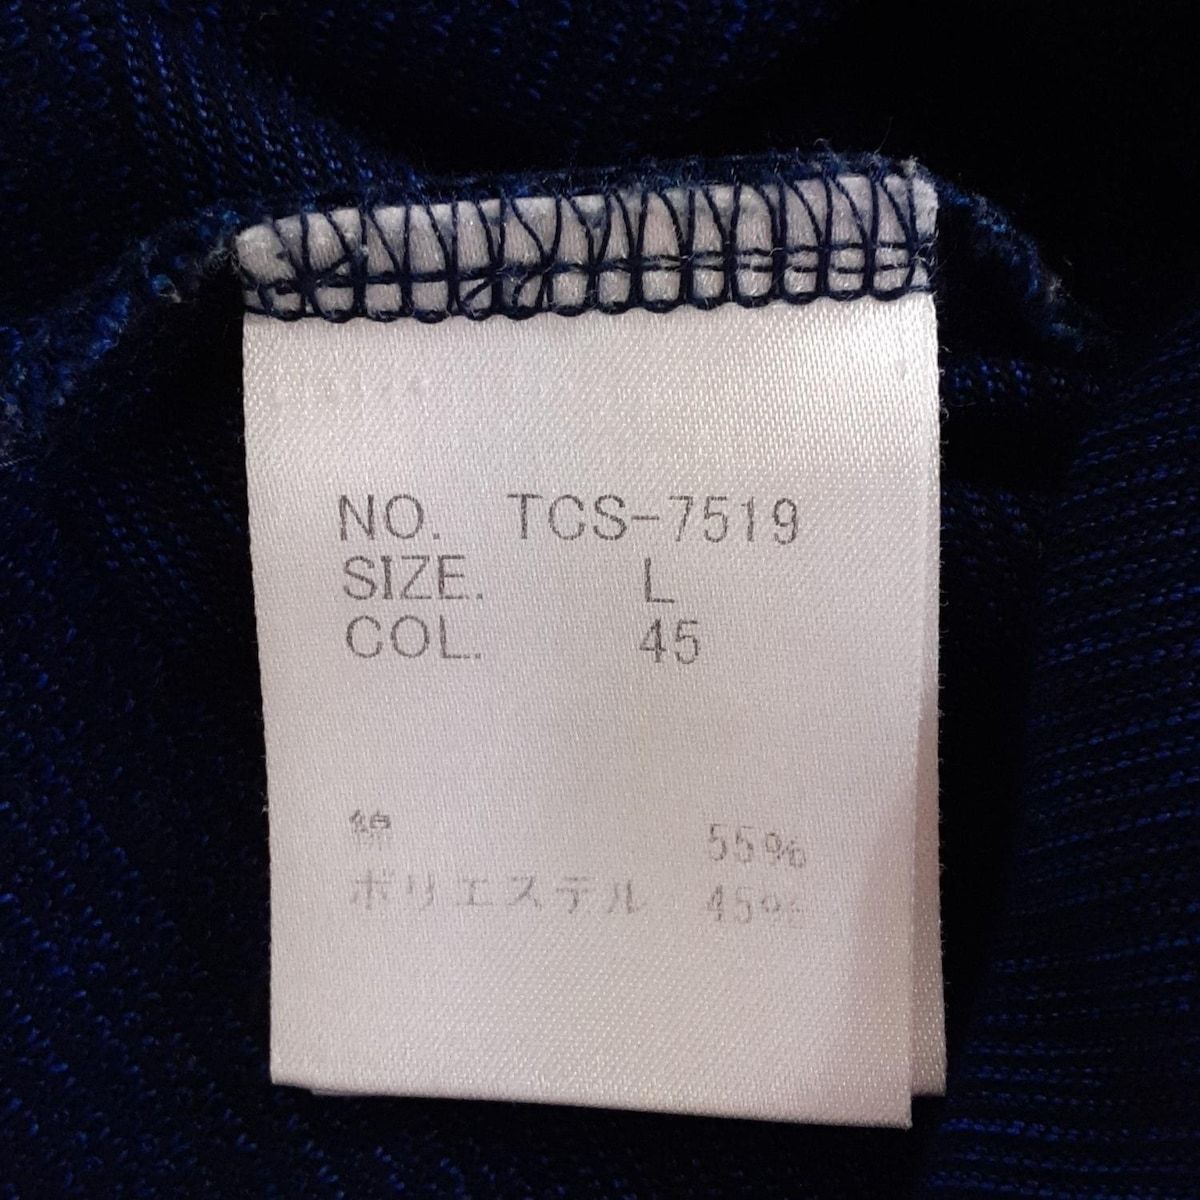 NO. TCS-7519
SIZE. L
COL. 45
綿 55%
ポリエステル 45%